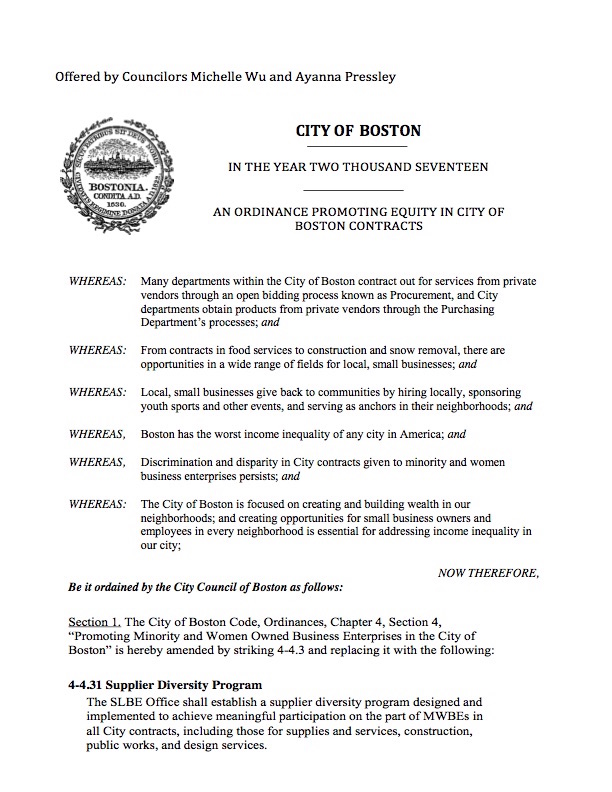 Offered by Councilors Michelle Wu and Ayanna Pressley
CITY OF BOSTON
IN THE YEAR TWO THOUSAND SEVENTEEN
AN ORDINANCE PROMOTING EQUITY IN CITY OF
BOSTON CONTRACTS
SICUT PATRIBUS SIT DEUS NOBIS
BOSTONIA.
CONDITA A.D.
1630.
CIVITATIS REGIMINE DONATA A.D. 1822.
WHEREAS: Many departments within the City of Boston contract out for services from private
vendors through an open bidding process known as Procurement, and City
departments obtain products from private vendors through the Purchasing
Department’s processes; and
WHEREAS: From contracts in food services to construction and snow removal, there are
opportunities in a wide range of fields for local, small businesses; and
WHEREAS: Local, small businesses give back to communities by hiring locally, sponsoring
youth sports and other events, and serving as anchors in their neighborhoods; and
WHEREAS, Boston has the worst income inequality of any city in America; and
WHEREAS, Discrimination and disparity in City contracts given to minority and women
business enterprises persists; and
WHEREAS: The City of Boston is focused on creating and building wealth in our
neighborhoods; and creating opportunities for small business owners and
employees in every neighborhood is essential for addressing income inequality in
our city;
NOW THEREFORE,
Be it ordained by the City Council of Boston as follows:
Section 1. The City of Boston Code, Ordinances, Chapter 4, Section 4,
“Promoting Minority and Women Owned Business Enterprises in the City of
Boston” is hereby amended by striking 4-4.3 and replacing it with the following:
4-4.31 Supplier Diversity Program
The SLBE Office shall establish a supplier diversity program designed and
implemented to achieve meaningful participation on the part of MWBEs in
all City contracts, including those for supplies and services, construction,
public works, and design services.